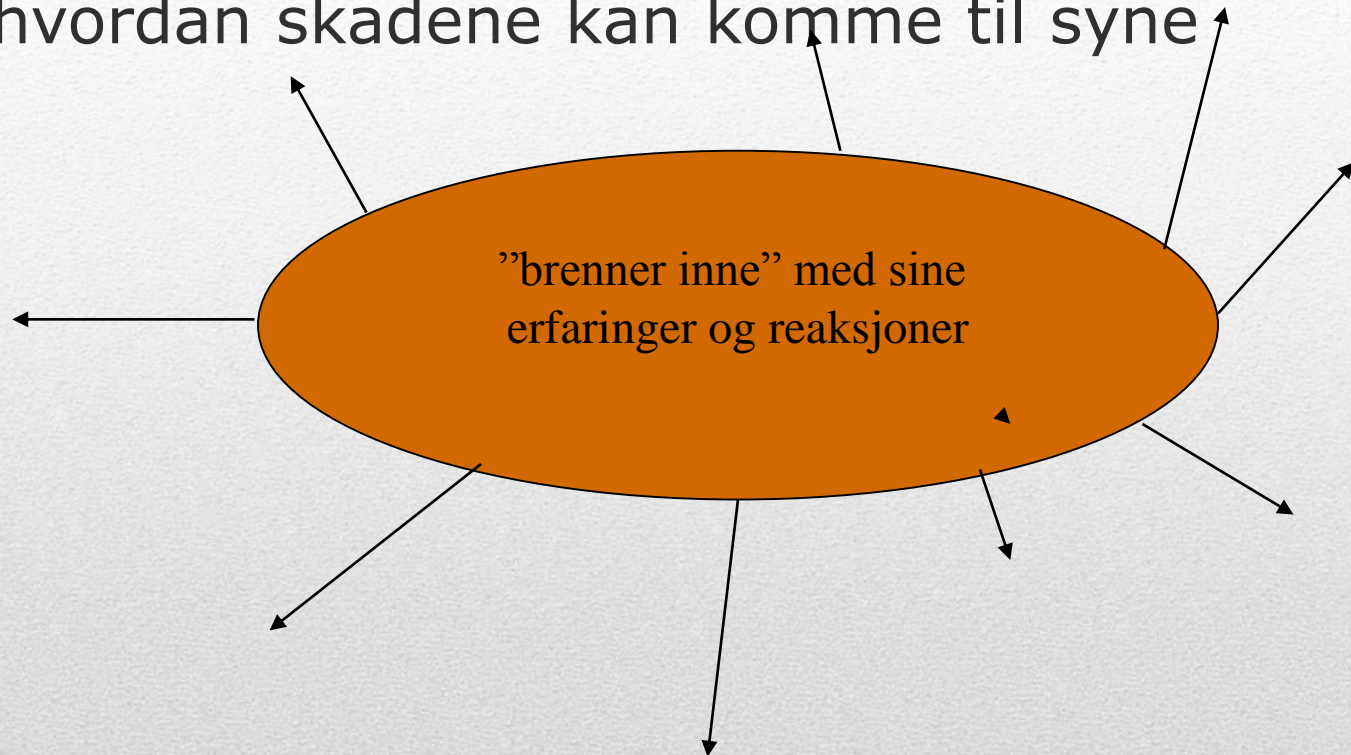 hvordan skadene kan komme til syne
”brenner inne” med sine
erfaringer og reaksjoner